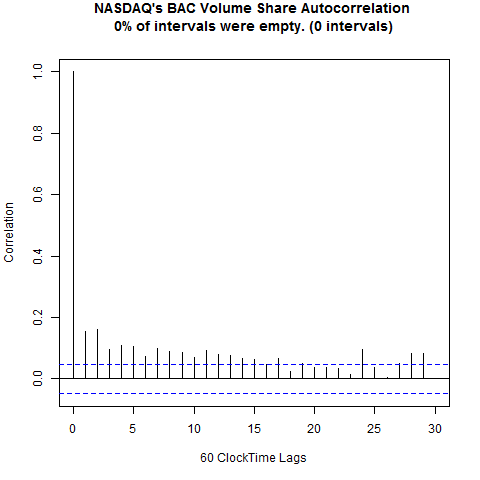 NASDAQ's BAC Volume Share Autocorrelation
0% of intervals were empty. (0 intervals)
1.0
0.8
0.6
0.4
0.2
0.0
Correlation
0 5 10 15 20 25 30
60 ClockTime Lags